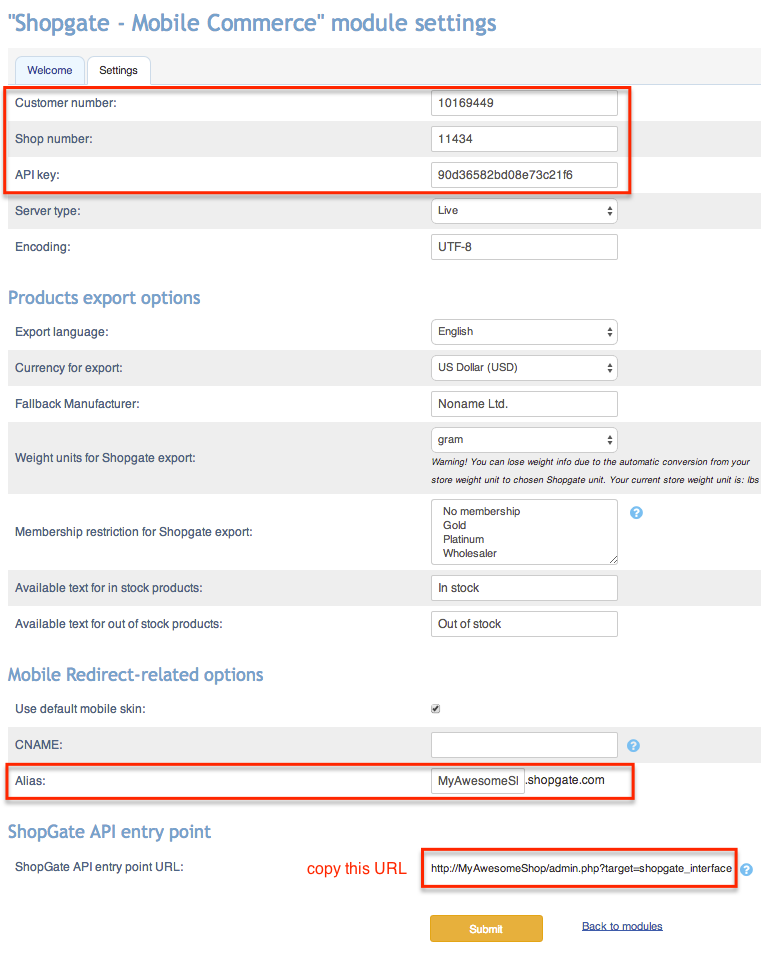 "Shopgate - Mobile Commerce" module settings
Welcome Settings
Customer number: 10169449
Shop number: 11434
API key: 90d36582bd08e73c21f6
Server type: Live
Encoding: UTF-8
Products export options
Export language: English
Currency for export: US Dollar (USD)
Fallback Manufacturer: Noname Ltd.
Weight units for Shopgate export: gram
Warning! You can lose weight info due to the automatic conversion from your
store weight unit to chosen Shopgate unit. Your current store weight unit is: lbs
Membership restriction for Shopgate export: No membership
Gold
Platinum
Wholesaler
Available text for in stock products: In stock
Available text for out of stock products: Out of stock
Mobile Redirect-related options
Use default mobile skin:
CNAME:
Alias: MyAwesomeSl .shopgate.com
ShopGate API entry point
ShopGate API entry point URL: copy this URL http://MyAwesomeShop/admin.php?target=shopgate_interface
Submit Back to modules